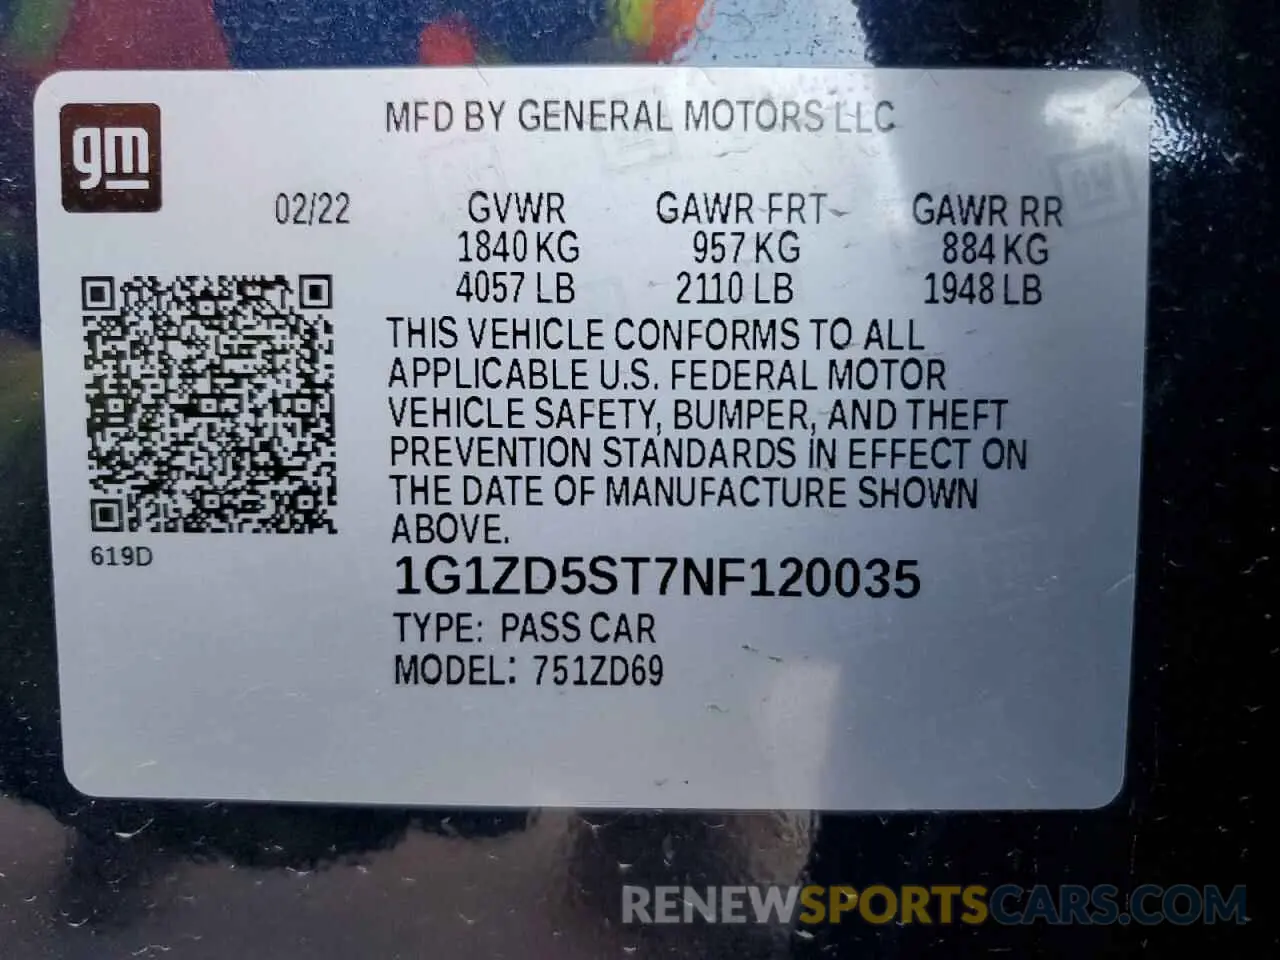 MFD BY GENERAL MOTORS LLC
gm
02/22 GVWR GAWR FRT GAWR RR
1840 KG 957 KG 884 KG
4057 LB 2110 LB 1948 LB
THIS VEHICLE CONFORMS TO ALL
APPLICABLE U.S. FEDERAL MOTOR
VEHICLE SAFETY, BUMPER, AND THEFT
PREVENTION STANDARDS IN EFFECT ON
THE DATE OF MANUFACTURE SHOWN
ABOVE.
619D
1G1ZD5ST7NF120035
TYPE: PASS CAR
MODEL: 751ZD69
RENEWSPORTSCARS.COM